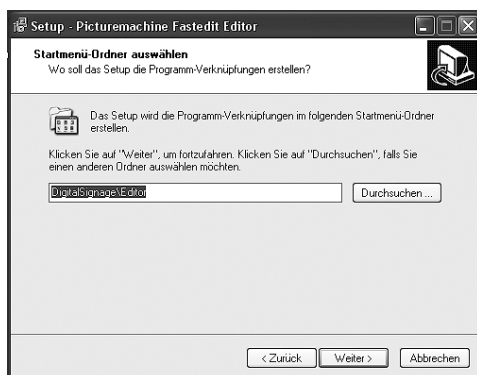 Setup - Picturemachine Fastedit Editor
Startmenü-Ordner auswählen
Wo soll das Setup die Programm-Verknüpfungen erstellen?
Das Setup wird die Programm-Verknüpfungen im folgenden Startmenü-Ordner
erstellen.
Klicken Sie auf "Weiter", um fortzufahren. Klicken Sie auf "Durchsuchen", falls Sie
einen anderen Ordner auswählen möchten.
DigitalSignage\Editor
Durchsuchen ...
< Zurück
Weiter >
Abbrechen